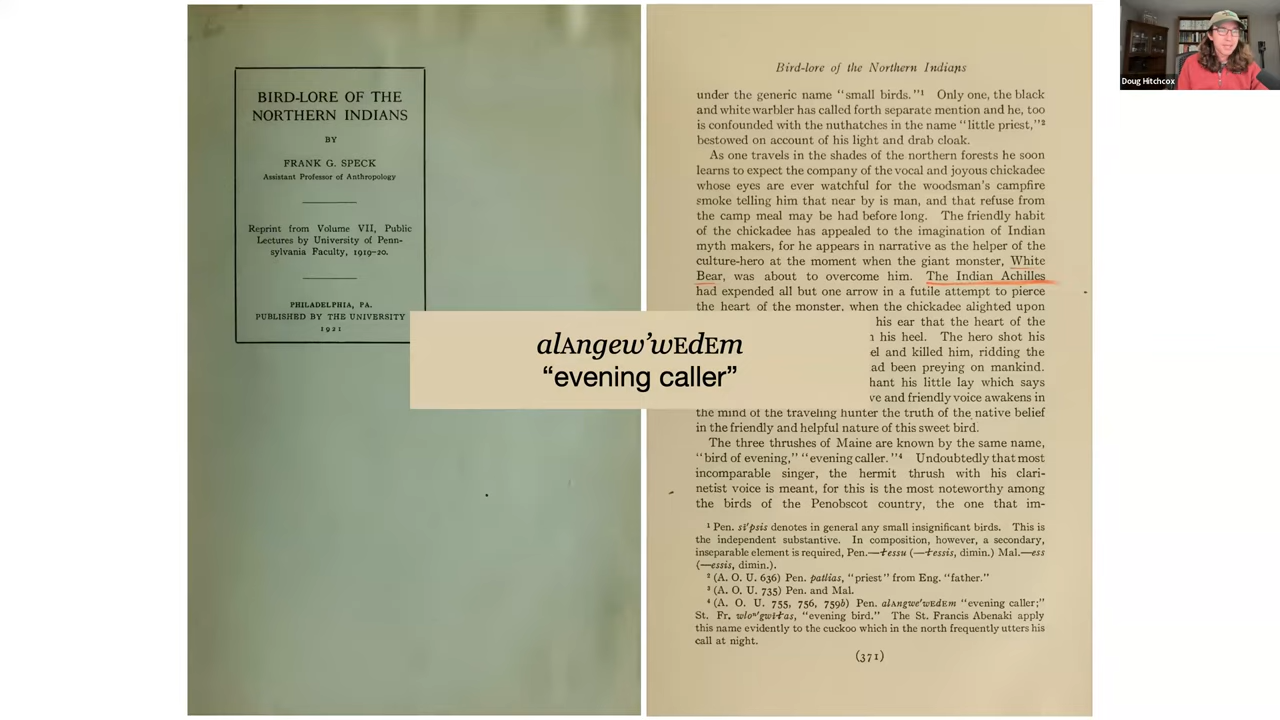 BIRD-LORE OF THE
NORTHERN INDIANS
BY
FRANK G. SPECK
Assistant Professor of Anthropology
Reprint from Volume VII, Public
Lectures by University of Penn-
sylvania Faculty, 1919-20.
PHILADELPHIA, PA.
PUBLISHED BY THE UNIVERSITY
1921
alAngew’wEdEm
“evening caller”
Bird-lore of the Northern Indians
under the generic name “small birds.”¹ Only one, the black
and white warbler has called forth separate mention and he, too
is confounded with the nuthatches in the name “little priest,”²
bestowed on account of his light and drab cloak.
As one travels in the shades of the northern forests he soon
learns to expect the company of the vocal and joyous chickadee
whose eyes are ever watchful for the woodsman's campfire
smoke telling him that near by is man, and that refuse from
the camp meal may be had before long. The friendly habit
of the chickadee has appealed to the imagination of Indian
myth makers, for he appears in narrative as the helper of the
culture-hero at the moment when the giant monster, White
Bear, was about to overcome him. The Indian Achilles
had expended all but one arrow in a futile attempt to pierce
the heart of the monster, when the chickadee alighted upon
his ear that the heart of the
his heel. The hero shot his
el and killed him, ridding the
ad been preying on mankind.
hant his little lay which says
ve and friendly voice awakens in
the mind of the traveling hunter the truth of the native belief
in the friendly and helpful nature of this sweet bird.
The three thrushes of Maine are known by the same name,
“bird of evening,” “evening caller.”⁴ Undoubtedly that most
incomparable singer, the hermit thrush with his clari-
netist voice is meant, for this is the most noteworthy among
the birds of the Penobscot country, the one that im-
¹ Pen. si'psis denotes in general any small insignificant birds. This is
the independent substantive. In composition, however, a secondary,
inseparable element is required, Pen.—łessu (—łessis, dimin.) Mal.—ess
(—essis, dimin.).
² (A. O. U. 636) Pen. patlias, “priest” from Eng. “father.”
³ (A. O. U. 735) Pen. and Mal.
⁴ (A. O. U. 755, 756, 759b) Pen. alAngwe'wEdEm “evening caller;”
St. Fr. wloⁿ'gwiłas, “evening bird.” The St. Francis Abenaki apply
this name evidently to the cuckoo which in the north frequently utters his
call at night.
(371)
Doug Hitchcox